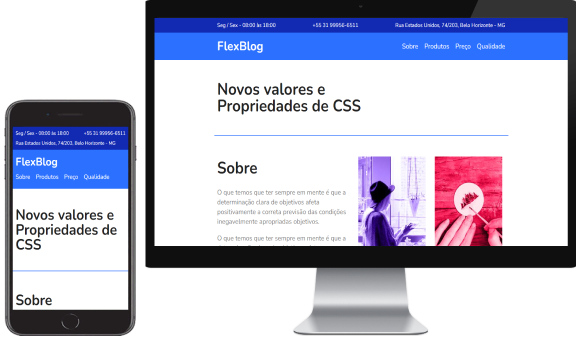 Seg / Sex - 08:00 às 18:00 +55 31 99956-6511
Rua Estados Unidos, 74/203, Belo Horizonte - MG
FlexBlog
Sobre Produtos Preço Qualidade
Novos valores e
Propriedades de
CSS
Sobre
Seg / Sex - 08:00 às 18:00 +55 31 99956-6511 Rua Estados Unidos, 74/203, Belo Horizonte - MG
FlexBlog Sobre Produtos Preço Qualidade
Novos valores e
Propriedades de CSS
Sobre
O que temos que ter sempre em mente é que a
determinação clara de objetivos afeta
positivamente a correta previsão das condições
inegavelmente apropriadas objetivos.
O que temos que ter sempre em mente é que a